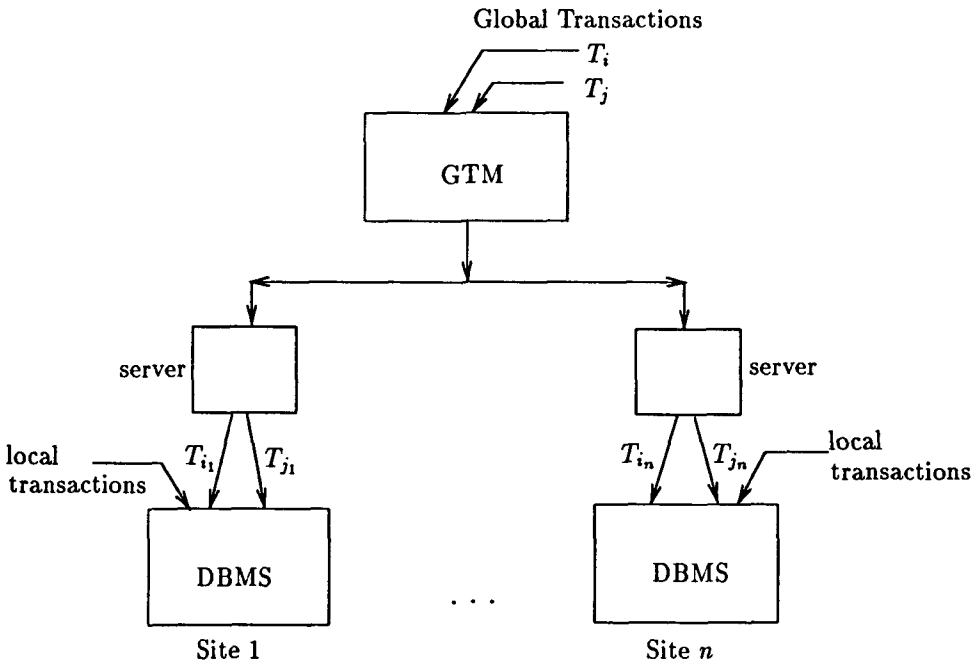 Global Transactions
T_i
T_j
GTM
server
server
T_{i_1}
T_{j_1}
T_{i_n}
T_{j_n}
local
transactions
local
transactions
DBMS
. . .
DBMS
Site 1
Site n